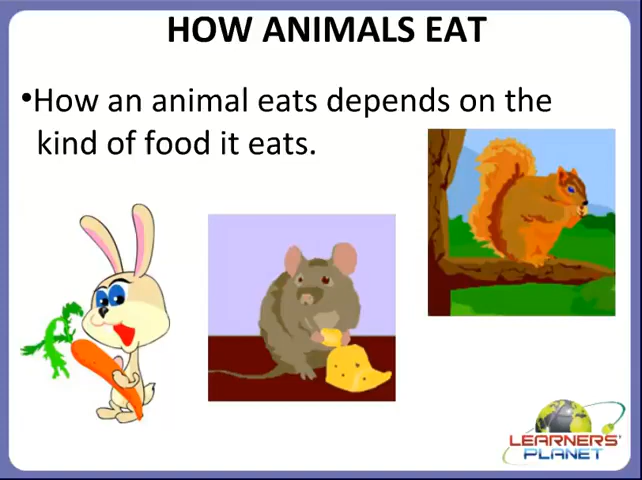 HOW ANIMALS EAT
•How an animal eats depends on the
kind of food it eats.
LEARNERS'
PLANET